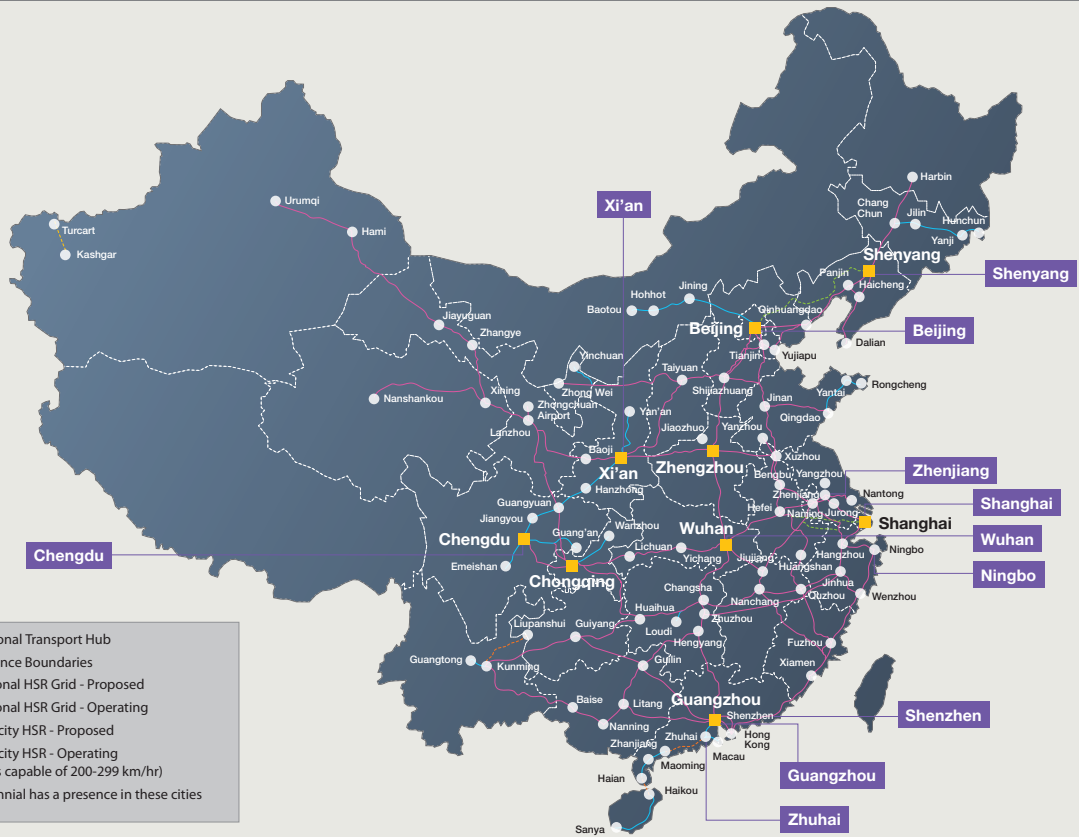 Harbin
Urumqi
Xi'an
Chang
Chun
Jilin
Hunchun
Turcart
Hami
Yanji
Kashgar
Shenyang
Panjin
Shenyang
Haicheng
Jining
Hohhot
Baotou
Qinhuangdao
Jiayuguan
Beijing
Beijing
Zhangye
Dalian
Yinchuan
Tianjin
Yujiapu
Taiyuan
Rongcheng
Zhong Wei
Shijiazhuang
Yantai
Xining
Nanshankou
Jinan
Zhongchuan
Airport
Yan'an
Qingdao
Lanzhou
Jiaozhuo
Yanzhou
Baoji
Xuzhou
Xi'an
Zhengzhou
Zhenjiang
Bengbu
Yangzhou
Hanzhong
Zhenjiang
Nantong
Guangyuan
Shanghai
Hefei
Nanjing
Jurong
Jiangyou
Shanghai
Wanzhou
Wuhan
Guang'an
Chengdu
Wuhan
Lichuan
Ningbo
Chengdu
Yichang
Jiujiang
Hangzhou
Emeishan
Huangshan
Ningbo
Chongqing
Jinhua
Changsha
Quzhou
Wenzhou
Nanchang
Huaihua
Zhuzhou
Liupanshui
Guiyang
Loudi
onal Transport Hub
Hengyang
Fuzhou
nce Boundaries
Guangtong
Kunming
Guilin
Xiamen
onal HSR Grid - Proposed
Guangzhou
Baise
Litang
onal HSR Grid - Operating
Shenzhen
Shenzhen
Nanning
city HSR - Proposed
Zhuhai
Hong
Kong
Zhanjiang
city HSR - Operating
Macau
s capable of 200-299 km/hr)
Maoming
Guangzhou
Haian
Haikou
nnial has a presence in these cities
Zhuhai
Sanya